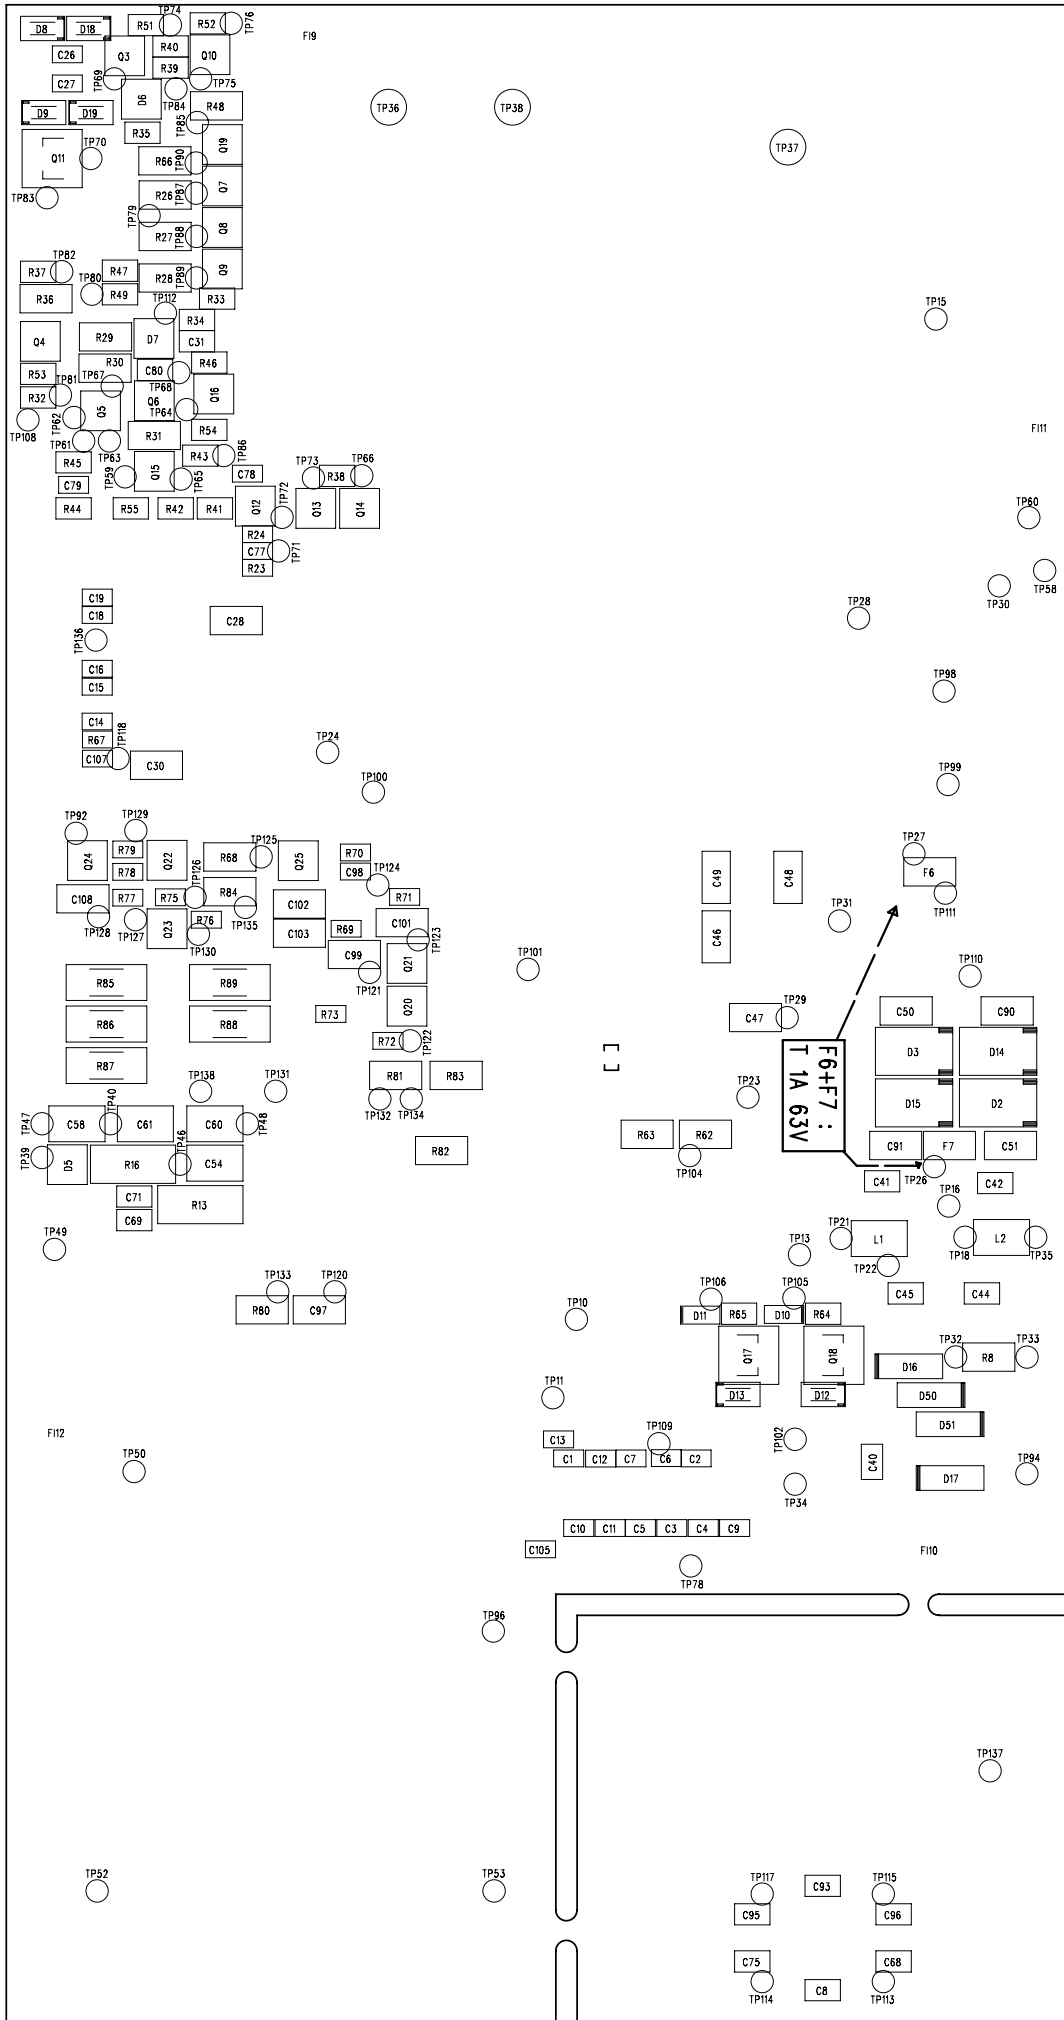 D8 D18 R51 TP74 R52 TP76
FI9
C26 Q3 R40 Q10
R39
C27 TP69 D6 TP84 TP75
R48
TP36 TP38
D9 D19 TP85
R35 Q19
TP37
Q11 TP70 R66 TP90
TP83 R26 TP87 Q7
TP79
R27 TP88 Q8
TP82
R37 R47 R28 TP89 Q9
TP80
R36 R49 R33
TP112
TP15
R34
Q4 R29 D7 C31
R30 R46
R53 C80
TP67 TP81 TP68
R32 Q6 Q16
TP64
TP62 Q5
TP108
FI11
R31 R54
TP61 TP63
R45 R43 TP86
TP59 Q15 TP65 C78 TP73 R38 TP66
C79
R44 R55 R42 R41 Q12 TP72 Q13 Q14
TP60
R24
C77 TP71
R23
TP58
TP30
C19
C18 C28 TP28
TP136
C16
C15 TP98
C14
R67 TP118
C107 C30 TP24
TP99
TP100
TP92 TP129
TP27
R79 TP125 R70
Q24 Q22 R68 Q25
R78 C98 TP124 F6
C49 C48
C108 R77 R75 TP126 R84 R71
C102
TP111
TP128 TP127 Q23 R76 TP135 C101 TP31
R69
C103 TP123
TP130 C46
C99
Q21 TP101 TP110
TP121
R85 R89
Q20
R73 C47 TP29 C50 C90
R86 R88
R72 TP122
F6+F7 :
T 1A 63V
D3 D14
R87
R81 R83
TP138 TP131 TP23
TP132 TP134 D15 D2
TP47 C58 TP40 C61 C60 TP48
R63 R62
R82 C91 F7 C51
TP39 D5 R16 TP46 C54 TP104
TP26
C41 C42
C71 R13
TP16
C69
TP49 TP13 TP21 L1 TP18 L2 TP35
TP22
TP133 TP120 TP106 TP105 C45 C44
R80 C97 TP10 D11 R65 D10 R64
TP32 TP33
Q17 Q18 D16 R8
TP11 D13 D12 D50
D51
FI12
TP109 TP102
C13
TP50 C1 C12 C7 C6 C2 C40 TP94
D17
TP34
C10 C11 C5 C3 C4 C9
C105 FI10
TP78
TP96
TP137
TP52 TP53 TP117 C93 TP115
C95 C96
C75 C68
TP114 C8 TP113